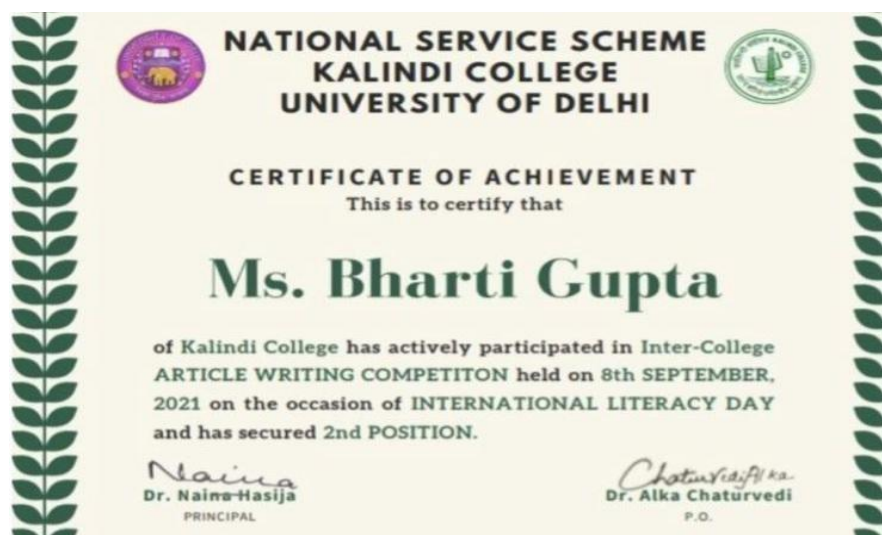 NATIONAL SERVICE SCHEME
KALINDI COLLEGE
UNIVERSITY OF DELHI
CERTIFICATE OF ACHIEVEMENT
This is to certify that
Ms. Bharti Gupta
of Kalindi College has actively participated in Inter-College
ARTICLE WRITING COMPETITON held on 8th SEPTEMBER,
2021 on the occasion of INTERNATIONAL LITERACY DAY
and has secured 2nd POSITION.
Naina
ChaturvediAlka
Dr. Naina Hasija
Dr. Alka Chaturvedi
PRINCIPAL
P.O.